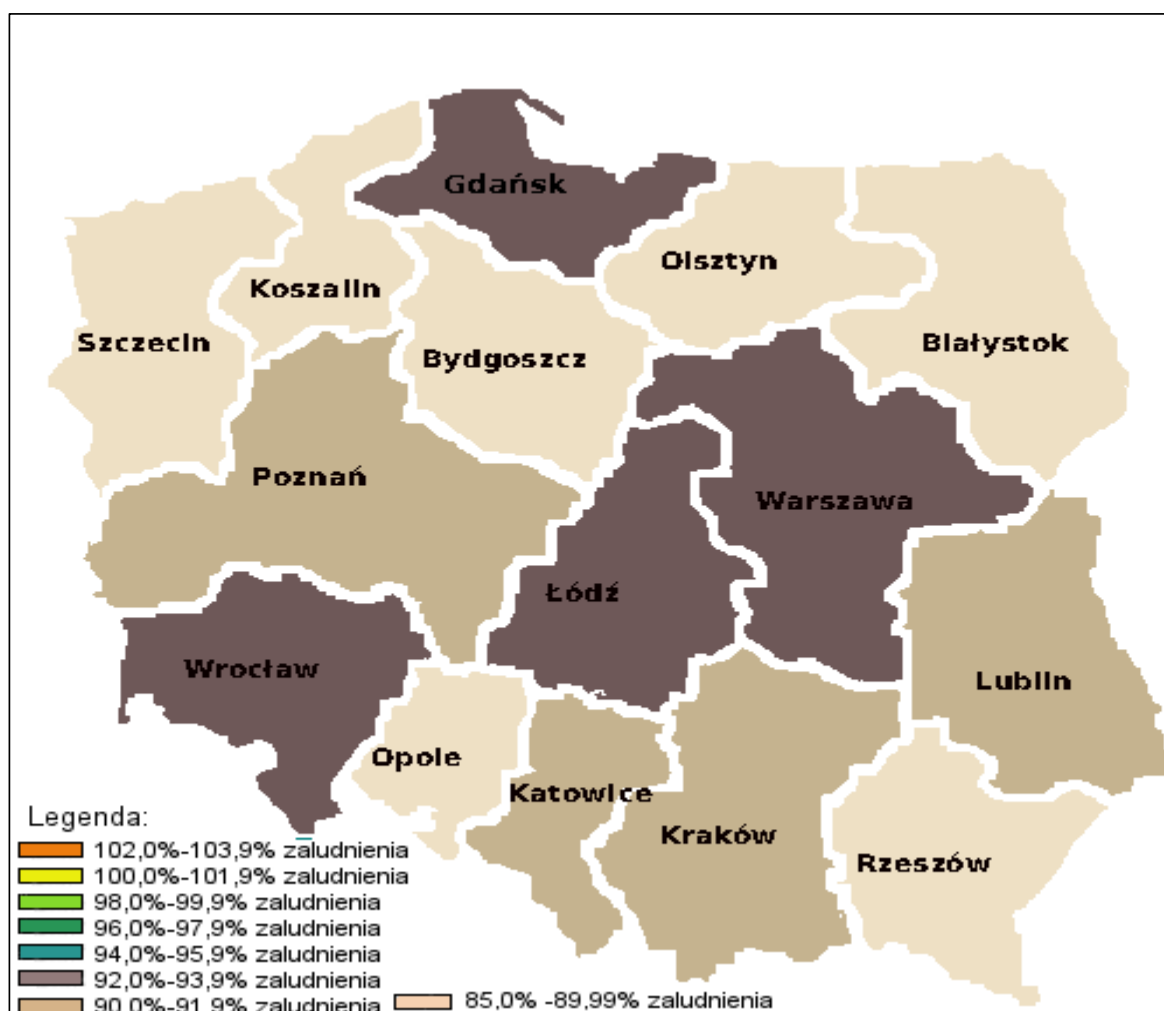 Gdańsk
Olsztyn
Koszalin
Szczecin
Bydgoszcz
Białystok
Poznań
Warszawa
Łódź
Wrocław
Lublin
Opole
Katowice
Kraków
Rzeszów
Legenda:
102,0%-103,9% zaludnienia
100,0%-101,9% zaludnienia
98,0%-99,9% zaludnienia
96,0%-97,9% zaludnienia
94,0%-95,9% zaludnienia
92,0%-93,9% zaludnienia
90,0%-91,9% zaludnienia
85,0% -89,99% zaludnienia